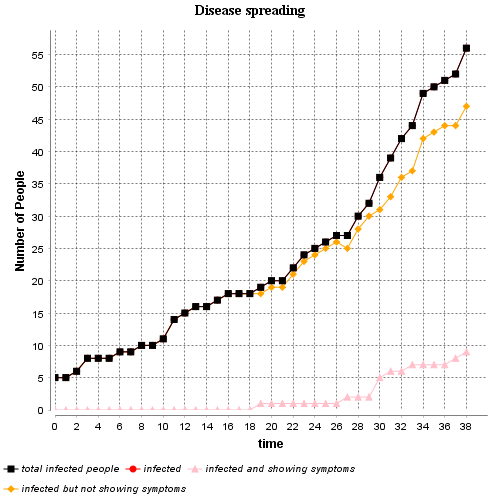 Disease spreading
Number of People
55
50
45
40
35
30
25
20
15
10
5
0
0 2 4 6 8 10 12 14 16 18 20 22 24 26 28 30 32 34 36 38
time
total infected people infected infected and showing symptoms
infected but not showing symptoms